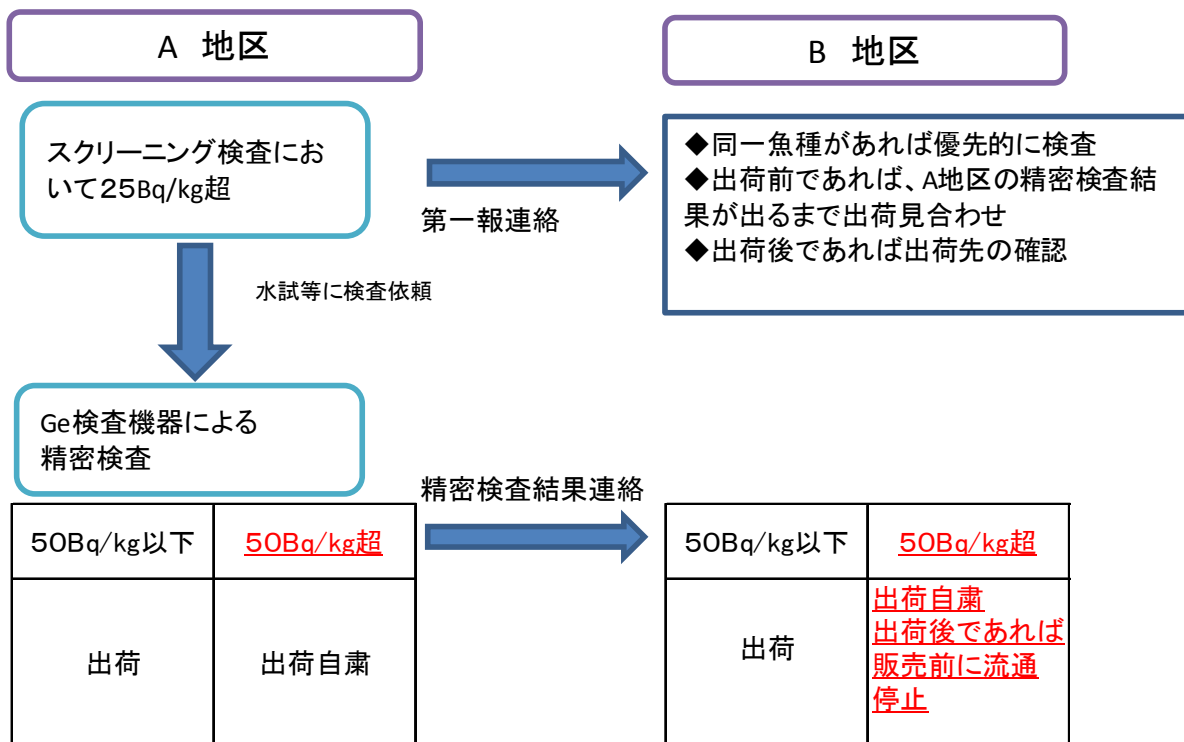 A 地区
B 地区
スクリーニング検査にお
いて25Bq/kg超
第一報連絡
◆同一魚種があれば優先的に検査
◆出荷前であれば、A地区の精密検査結
果が出るまで出荷見合わせ
◆出荷後であれば出荷先の確認
水試等に検査依頼
Ge検査機器による
精密検査
精密検査結果連絡
50Bq/kg以下
50Bq/kg超
出荷
出荷自粛
50Bq/kg以下
50Bq/kg超
出荷
出荷自粛
出荷後であれば
販売前に流通
停止